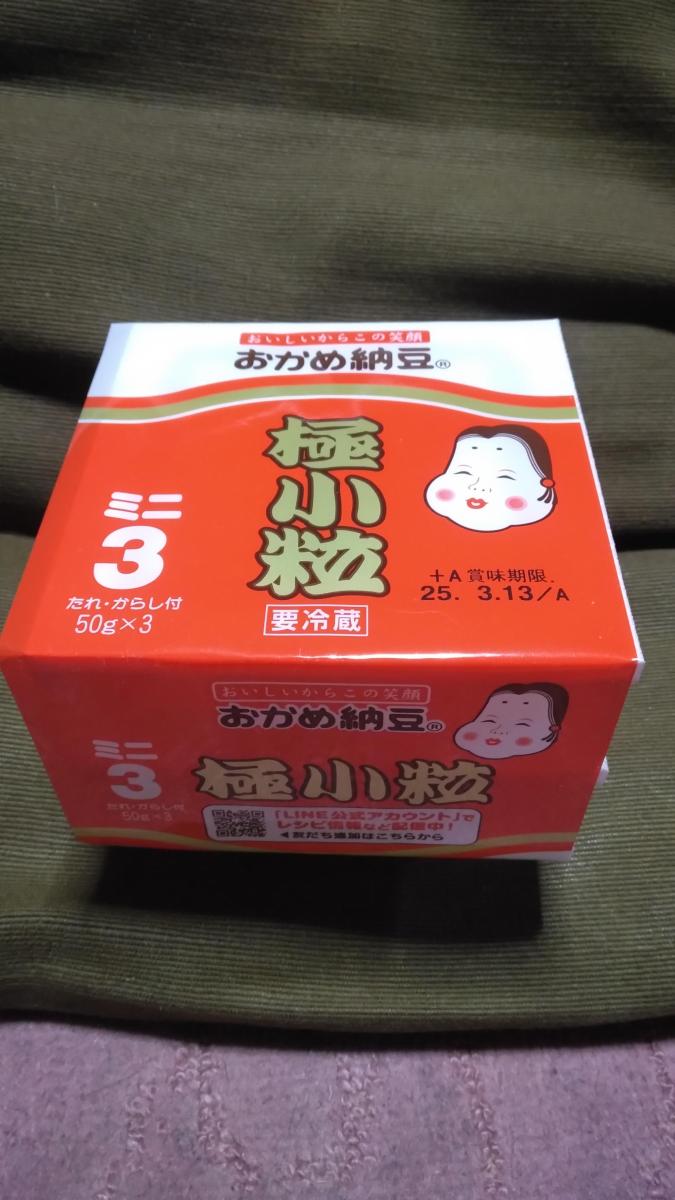 おいしいからこの笑顔
おかめ納豆®
極小粒
ミニ
3
たれ・からし付
50g×3
要冷蔵
+A 賞味期限.
25. 3.13/A
おいしいからこの笑顔
おかめ納豆®
ミニ
3
たれ・からし付
50g×3
極小粒
「LINE公式アカウント」で
レシピ情報など配信中!
◀友だち追加はこちらから